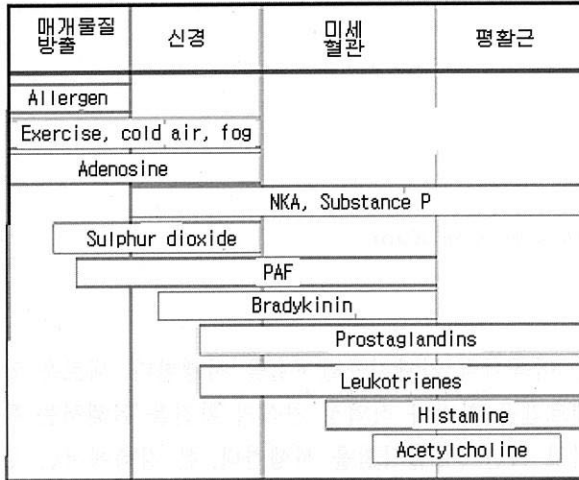 매개물질 신경 미세 평활근
방출 혈관
Allergen
Exercise, cold air, fog
Adenosine
NKA, Substance P
Sulphur dioxide
PAF
Bradykinin
Prostaglandins
Leukotrienes
Histamine
Acetylcholine